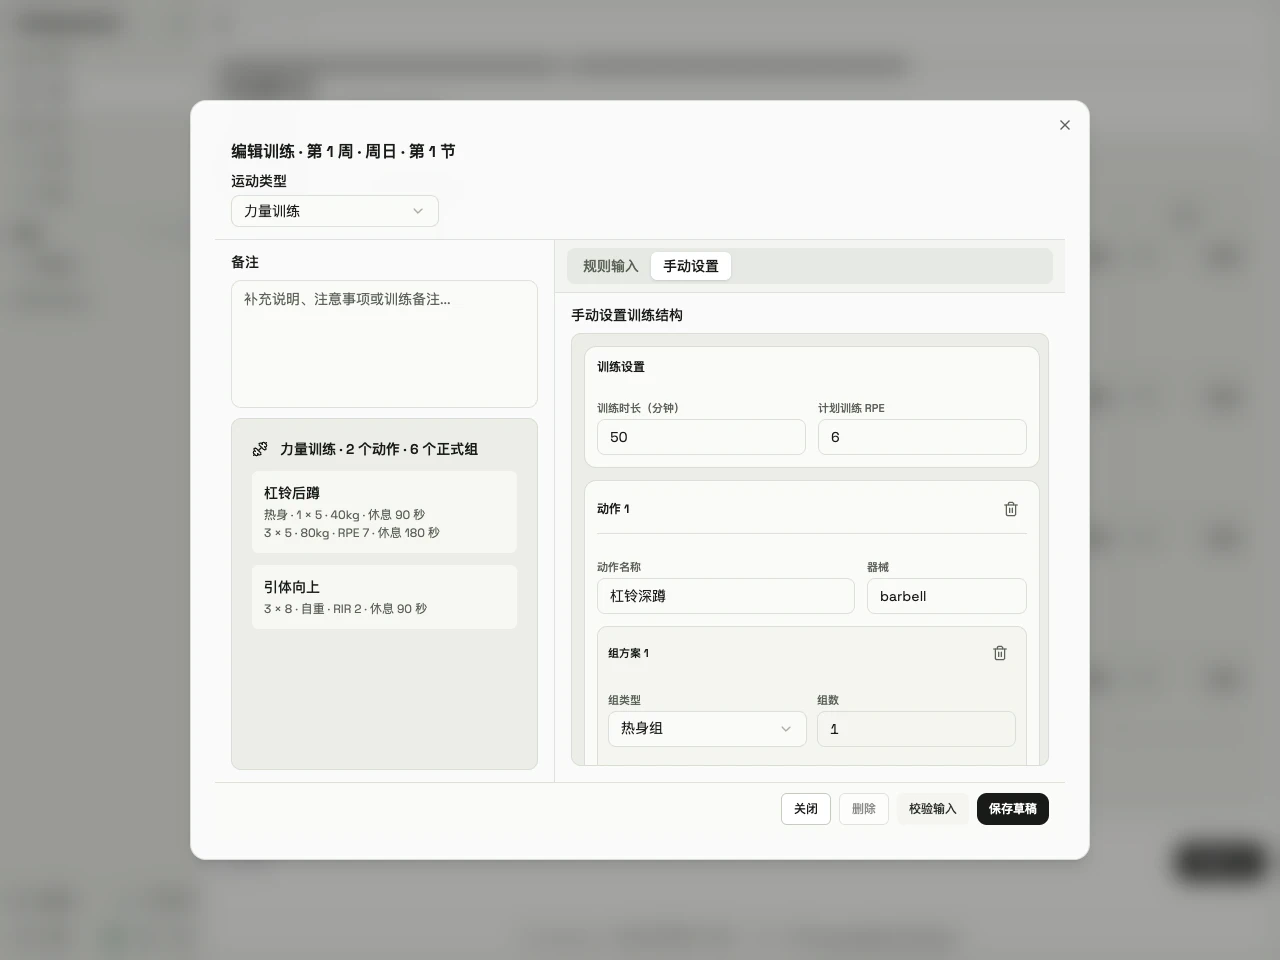 编辑训练 · 第 1 周 · 周日 · 第 1 节
运动类型
力量训练
备注
补充说明、注意事项或训练备注...
力量训练 · 2 个动作 · 6 个正式组
杠铃后蹲
热身 · 1 × 5 · 40kg · 休息 90 秒
3 × 5 · 80kg · RPE 7 · 休息 180 秒
引体向上
3 × 8 · 自重 · RIR 2 · 休息 90 秒
规则输入 手动设置
手动设置训练结构
训练设置
训练时长（分钟） 计划训练 RPE
50 6
动作 1
动作名称 器械
杠铃深蹲 barbell
组方案 1
组类型 组数
热身组 1
关闭 删除 校验输入 保存草稿